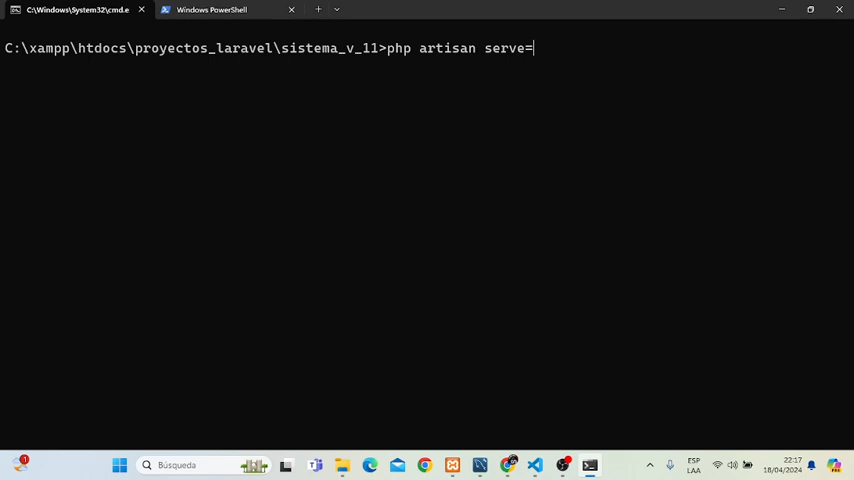 C:\Windows\System32\cmd.e
Windows PowerShell
C:\xampp\htdocs\proyectos_laravel\sistema_v_11>php artisan serve=
1
Búsqueda
ESP
LAA
22:17
18/04/2024